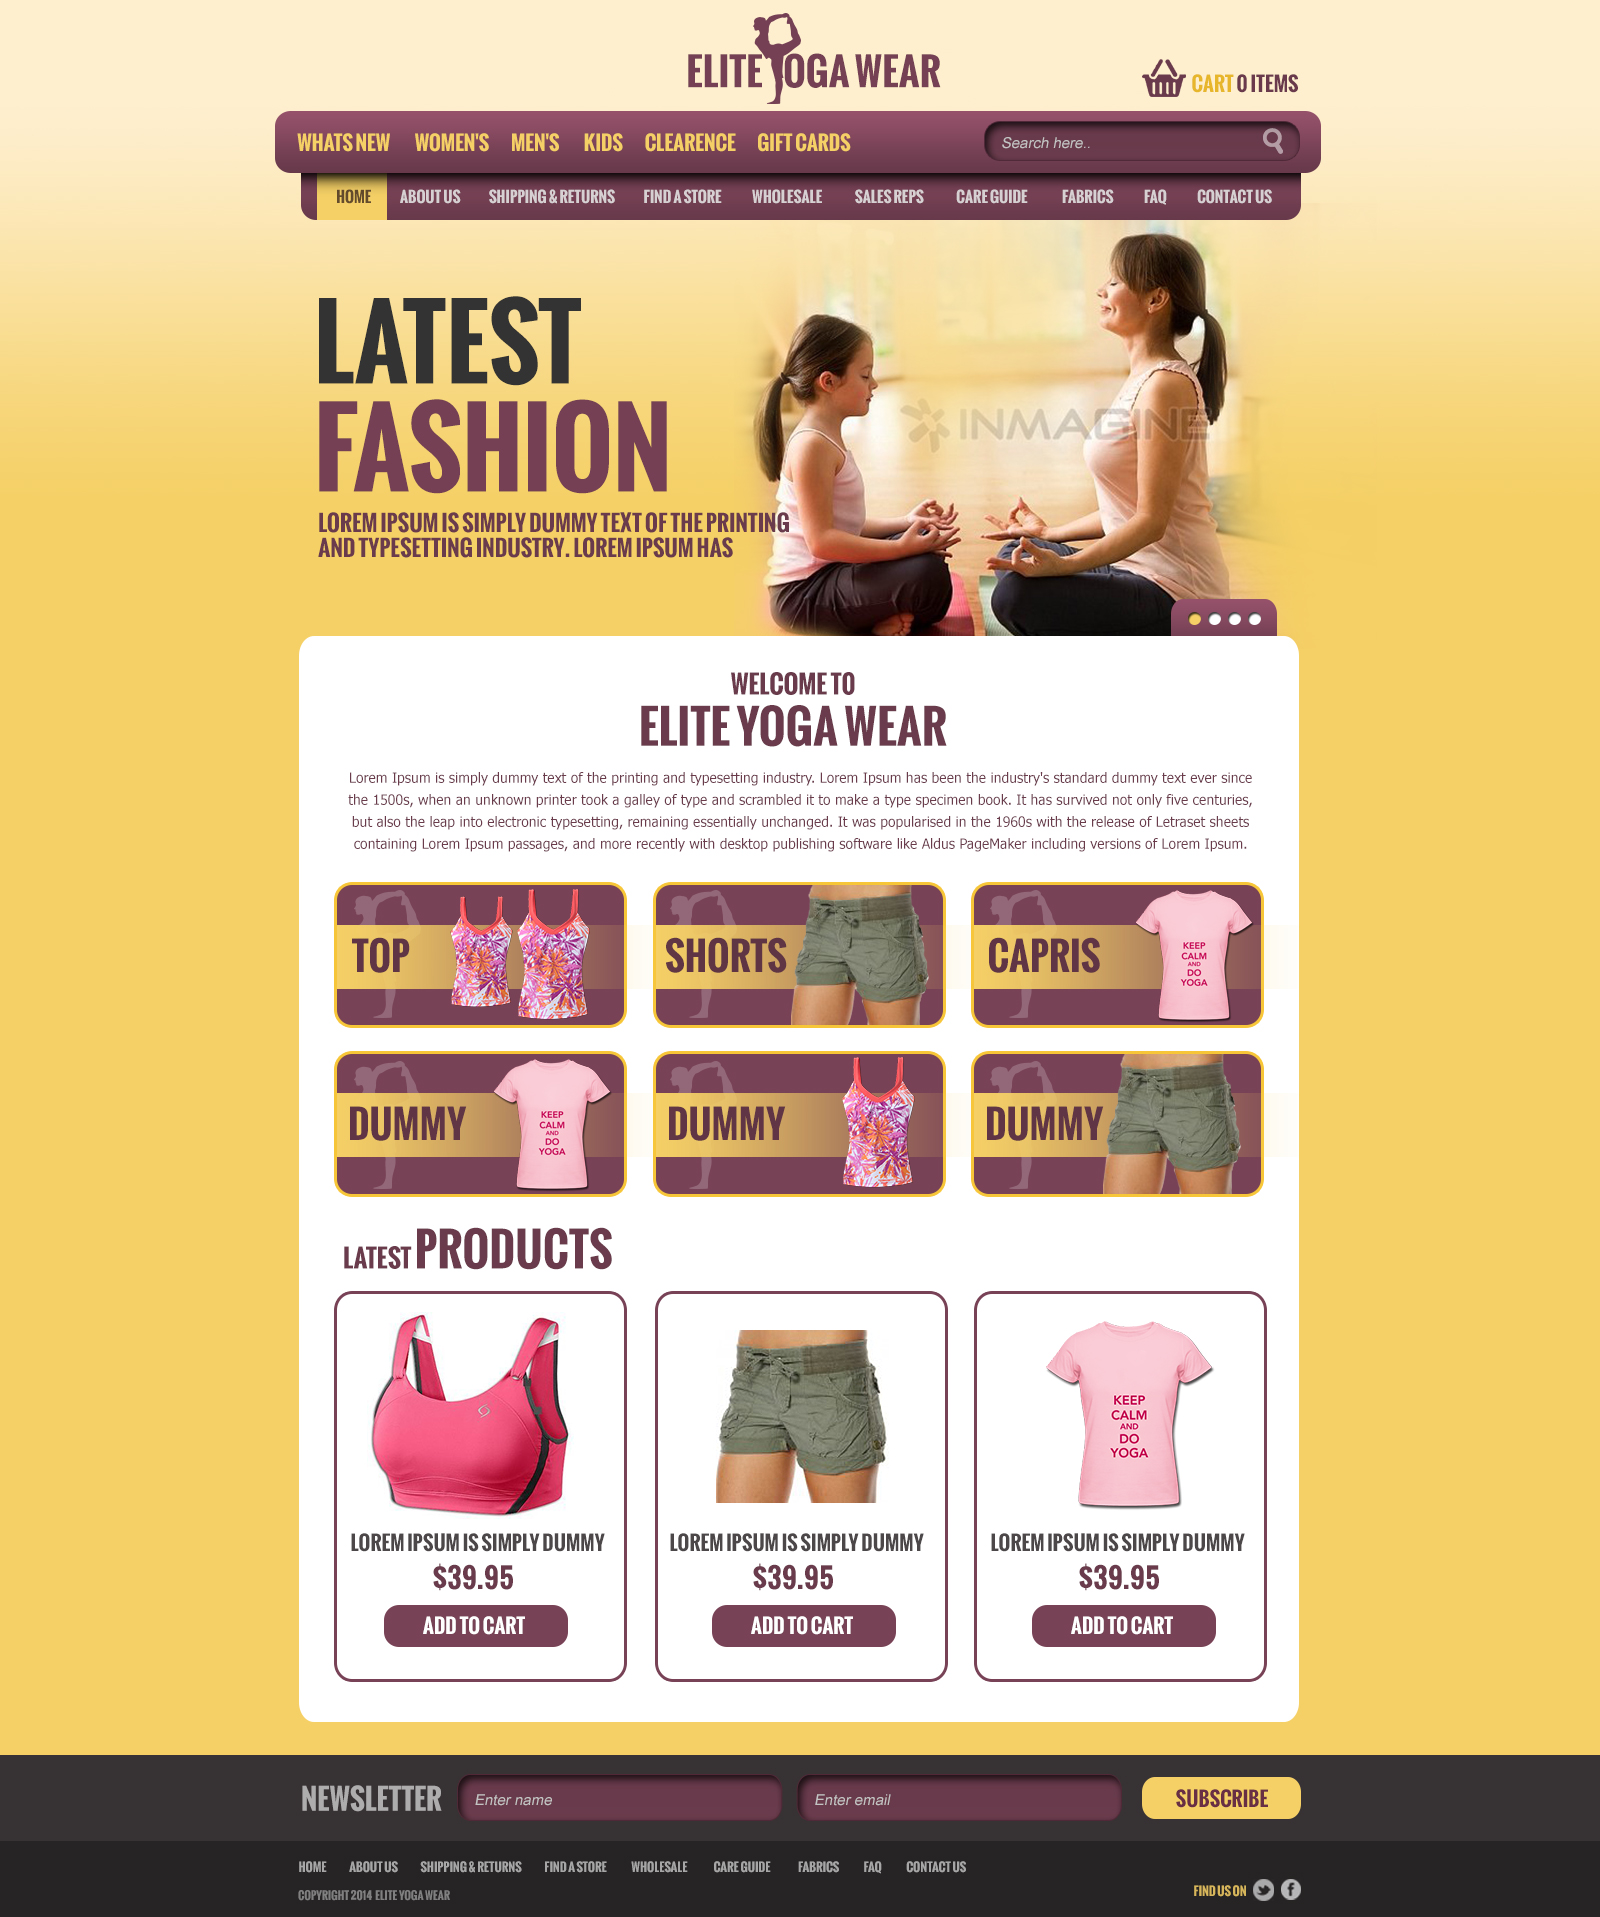 ELITE YOGA WEAR
CART 0 ITEMS
WHATS NEW WOMEN'S MEN'S KIDS CLEARENCE GIFT CARDS
Search here..
HOME ABOUT US SHIPPING & RETURNS FIND A STORE WHOLESALE SALES REPS CARE GUIDE FABRICS FAQ CONTACT US
LATEST
FASHION
LOREM IPSUM IS SIMPLY DUMMY TEXT OF THE PRINTING
AND TYPESETTING INDUSTRY. LOREM IPSUM HAS
INMAGINE
WELCOME TO
ELITE YOGA WEAR
Lorem Ipsum is simply dummy text of the printing and typesetting industry. Lorem Ipsum has been the industry's standard dummy text ever since
the 1500s, when an unknown printer took a galley of type and scrambled it to make a type specimen book. It has survived not only five centuries,
but also the leap into electronic typesetting, remaining essentially unchanged. It was popularised in the 1960s with the release of Letraset sheets
containing Lorem Ipsum passages, and more recently with desktop publishing software like Aldus PageMaker including versions of Lorem Ipsum.
TOP
SHORTS
CAPRIS
KEEP
CALM
AND
DO
YOGA
DUMMY
KEEP
CALM
AND
DO
YOGA
DUMMY
DUMMY
LATEST PRODUCTS
KEEP
CALM
AND
DO
YOGA
LOREM IPSUM IS SIMPLY DUMMY
$39.95
ADD TO CART
LOREM IPSUM IS SIMPLY DUMMY
$39.95
ADD TO CART
LOREM IPSUM IS SIMPLY DUMMY
$39.95
ADD TO CART
NEWSLETTER
Enter name
Enter email
SUBSCRIBE
HOME ABOUT US SHIPPING & RETURNS FIND A STORE WHOLESALE CARE GUIDE FABRICS FAQ CONTACT US
COPYRIGHT 2014 ELITE YOGA WEAR
FIND US ON